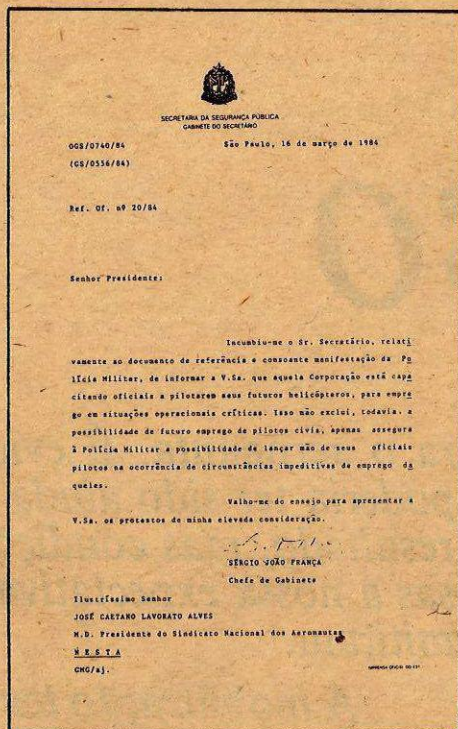 SECRETARIA DA SEGURANÇA PÚBLICA
GABINETE DO SECRETÁRIO
OGS/0740/84 São Paulo, 16 de março de 1984
(GS/0536/84)
Ref. Of. nº 20/84
Senhor Presidente:
Incumbiu-me o Sr. Secretário, relati
vamente ao documento de referência e consoante manifestação da Po
lícia Militar, de informar a V.Sa. que aquela Corporação está capa
citando oficiais a pilotarem seus futuros helicópteros, para empre
go em situações operacionais críticas. Isso não exclui, todavia, a
possibilidade de futuro emprego de pilotos civis, apenas assegura
à Polícia Militar a possibilidade de lançar mão de seus oficiais
pilotos na ocorrência de circunstâncias impeditivas de emprego da
queles.
Valho-me do ensejo para apresentar a
V.Sa. os protestos de minha elevada consideração.
SÉRGIO JOÃO FRANÇA
Chefe de Gabinete
Ilustríssimo Senhor
JOSÉ CAETANO LAVORATO ALVES
M.D. Presidente do Sindicato Nacional dos Aeronautas
N E S T A
GMG/aj.
IMPRENSA OFICIAL